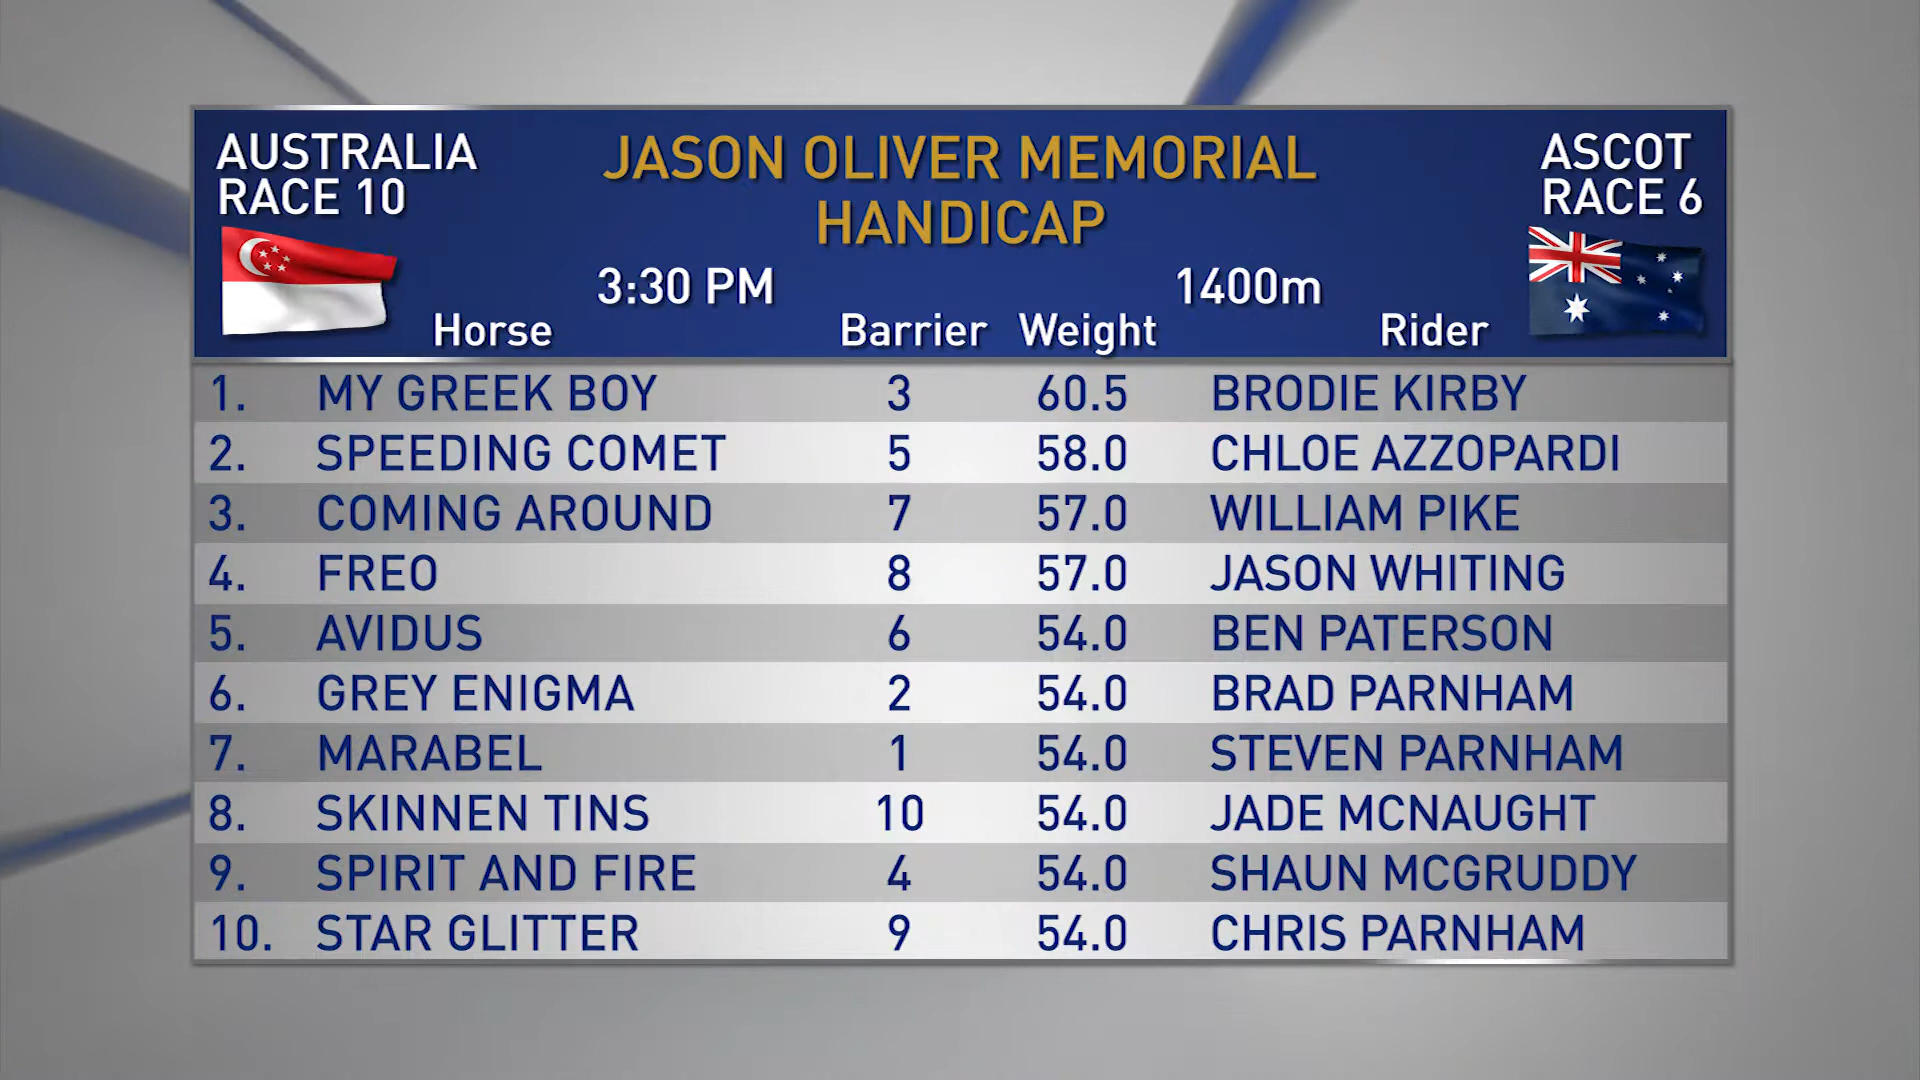 AUSTRALIA
RACE 10
JASON OLIVER MEMORIAL
HANDICAP
ASCOT
RACE 6
3:30 PM 1400m
Horse Barrier Weight Rider
1. MY GREEK BOY 3 60.5 BRODIE KIRBY
2. SPEEDING COMET 5 58.0 CHLOE AZZOPARDI
3. COMING AROUND 7 57.0 WILLIAM PIKE
4. FREO 8 57.0 JASON WHITING
5. AVIDUS 6 54.0 BEN PATERSON
6. GREY ENIGMA 2 54.0 BRAD PARNHAM
7. MARABEL 1 54.0 STEVEN PARNHAM
8. SKINNEN TINS 10 54.0 JADE MCNAUGHT
9. SPIRIT AND FIRE 4 54.0 SHAUN MCGRUDDY
10. STAR GLITTER 9 54.0 CHRIS PARNHAM